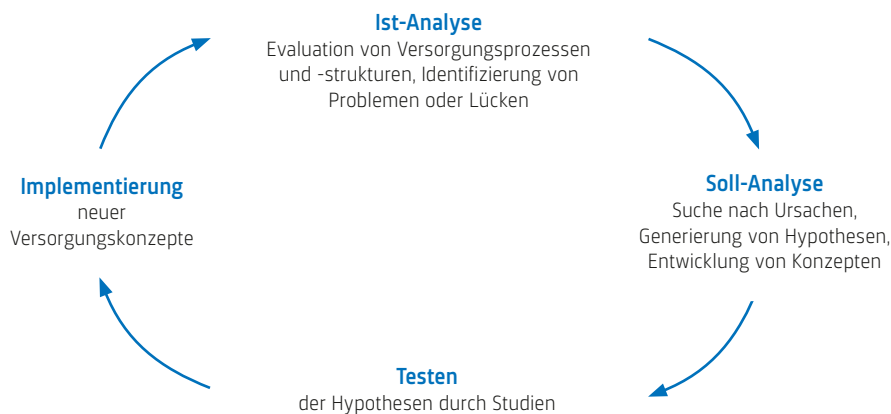 Ist-Analyse
Evaluation von Versorgungsprozessen
und -strukturen, Identifizierung von
Problemen oder Lücken
Soll-Analyse
Suche nach Ursachen,
Generierung von Hypothesen,
Entwicklung von Konzepten
Testen
der Hypothesen durch Studien
Implementierung
neuer
Versorgungskonzepte